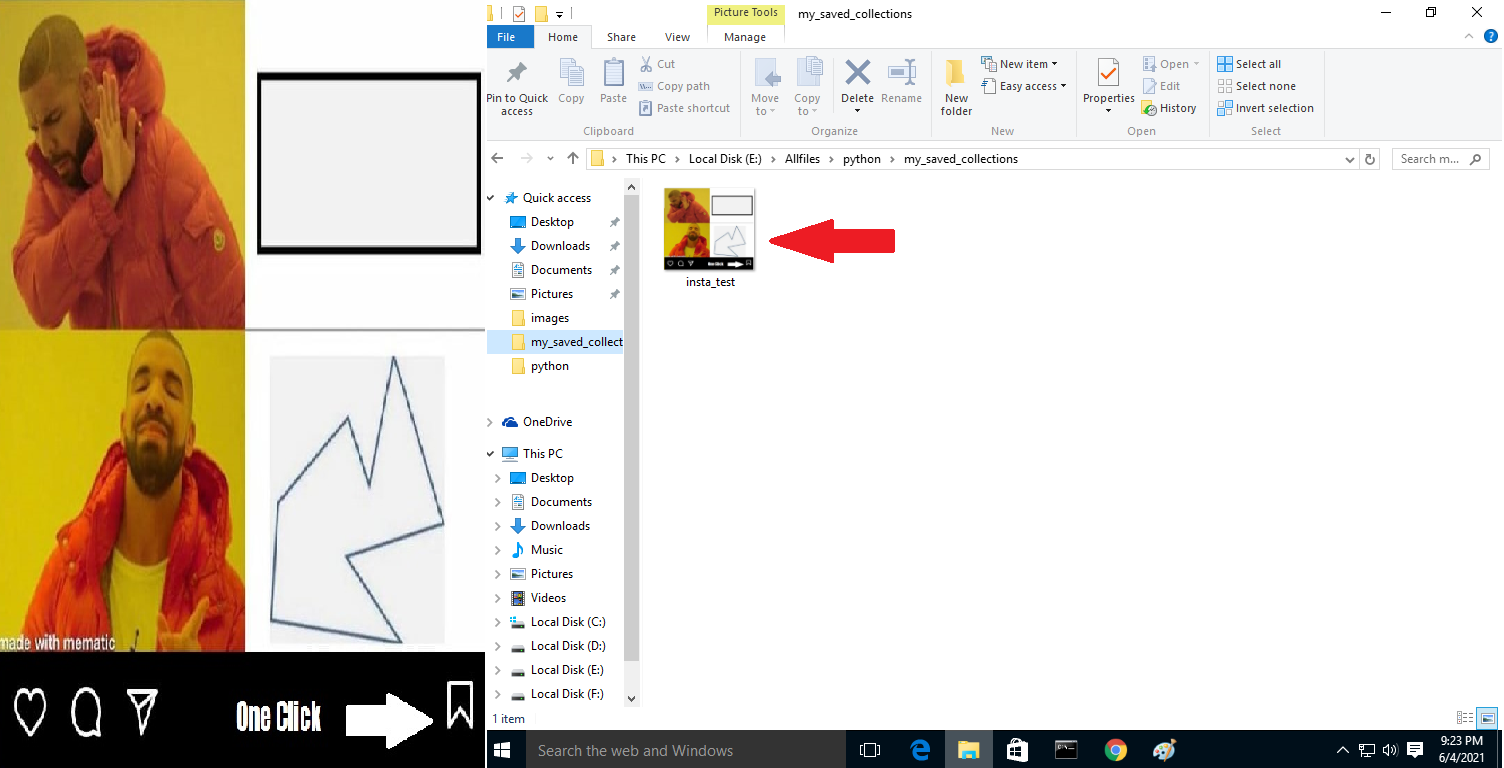 made with mematic
One Click
Picture Tools
my_saved_collections
File
Home
Share
View
Manage
Pin to Quick access
Copy
Paste
Cut
Copy path
Paste shortcut
Clipboard
Move to
Copy to
Delete
Rename
Organize
New folder
New item
Easy access
New
Properties
Open
Edit
History
Open
Select all
Select none
Invert selection
Select
This PC > Local Disk (E:) > Allfiles > python > my_saved_collections
Search m...
Quick access
Desktop
Downloads
Documents
Pictures
images
my_saved_collect
python
OneDrive
This PC
Desktop
Documents
Downloads
Music
Pictures
Videos
Local Disk (C:)
Local Disk (D:)
Local Disk (E:)
Local Disk (F:)
One Click
insta_test
1 item
Search the web and Windows
9:23 PM
6/4/2021